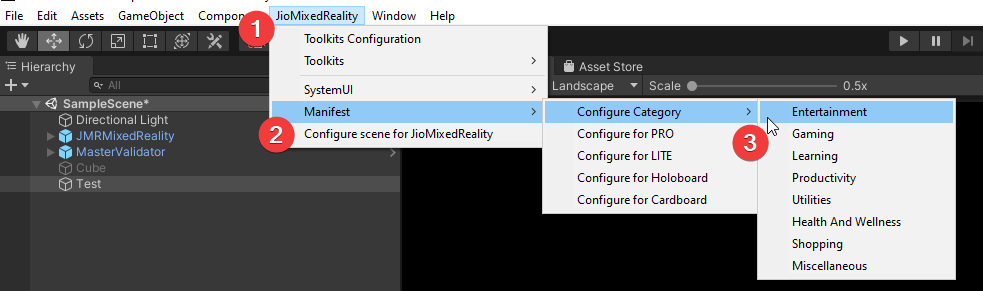 File Edit Assets GameObject Compon JioMixedReality Window Help
1
Toolkits Configuration
Toolkits
SystemUI
Manifest
2 Configure scene for JioMixedReality
Hierarchy
All
SampleScene*
Directional Light
JMRMixedReality
MasterValidator
Cube
Test
Asset Store
Landscape Scale 0.5x
Configure Category
Configure for PRO
Configure for LITE
Configure for Holoboard
Configure for Cardboard
3
Entertainment
Gaming
Learning
Productivity
Utilities
Health And Wellness
Shopping
Miscellaneous